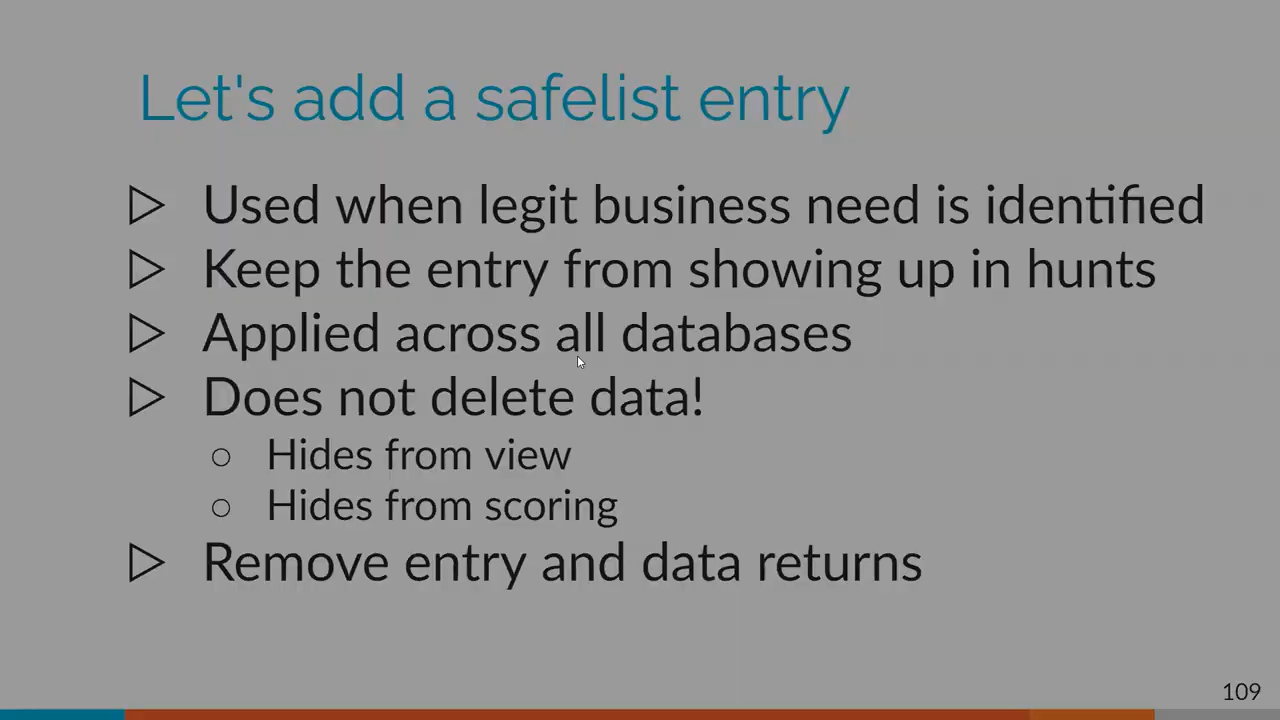 Let's add a safelist entry
▷ Used when legit business need is identified
▷ Keep the entry from showing up in hunts
▷ Applied across all databases
▷ Does not delete data!
○ Hides from view
○ Hides from scoring
▷ Remove entry and data returns
109